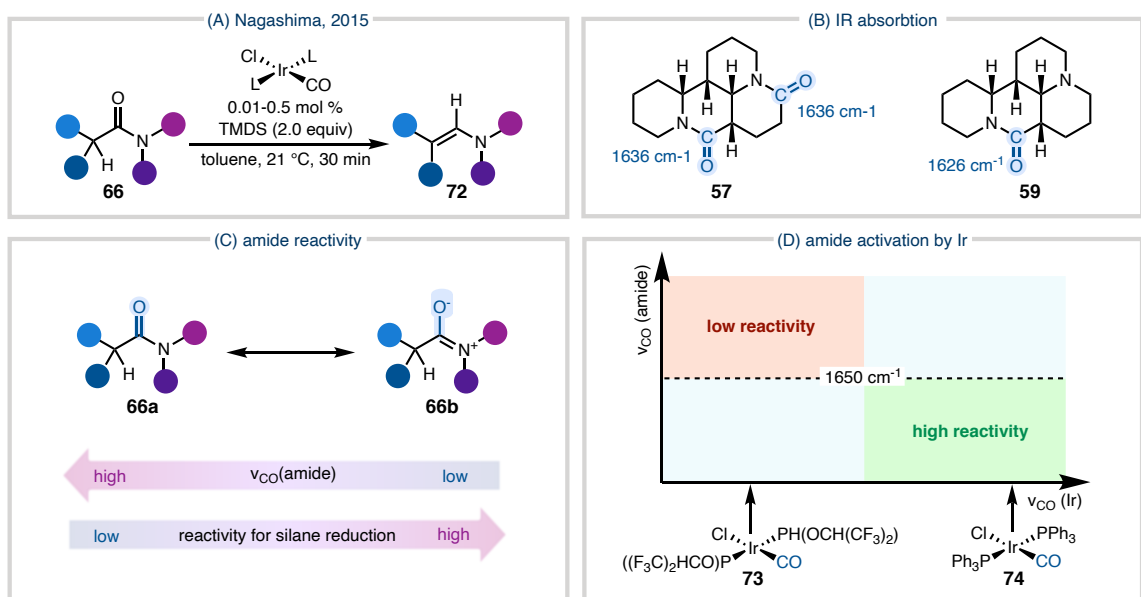 (A) Nagashima, 2015
Cl
L
Ir
L
CO
O
N
H
66
0.01-0.5 mol %
TMDS (2.0 equiv)
toluene, 21 °C, 30 min
H
N
72
(B) IR absorbtion
H
H
H
N
C
O
1636 cm-1
N
C
H
1636 cm-1
O
57
H
H
H
N
N
C
H
1626 cm⁻¹
O
59
(C) amide reactivity
O
N
H
66a
O-
N+
H
66b
high
vCO(amide)
low
low
reactivity for silane reduction
high
(D) amide activation by Ir
vCO (amide)
low reactivity
1650 cm⁻¹
high reactivity
vCO (Ir)
Cl
PH(OCH(CF₃)₂)
Ir
((F₃C)₂HCO)P
CO
73
Cl
PPh₃
Ir
Ph₃P
CO
74